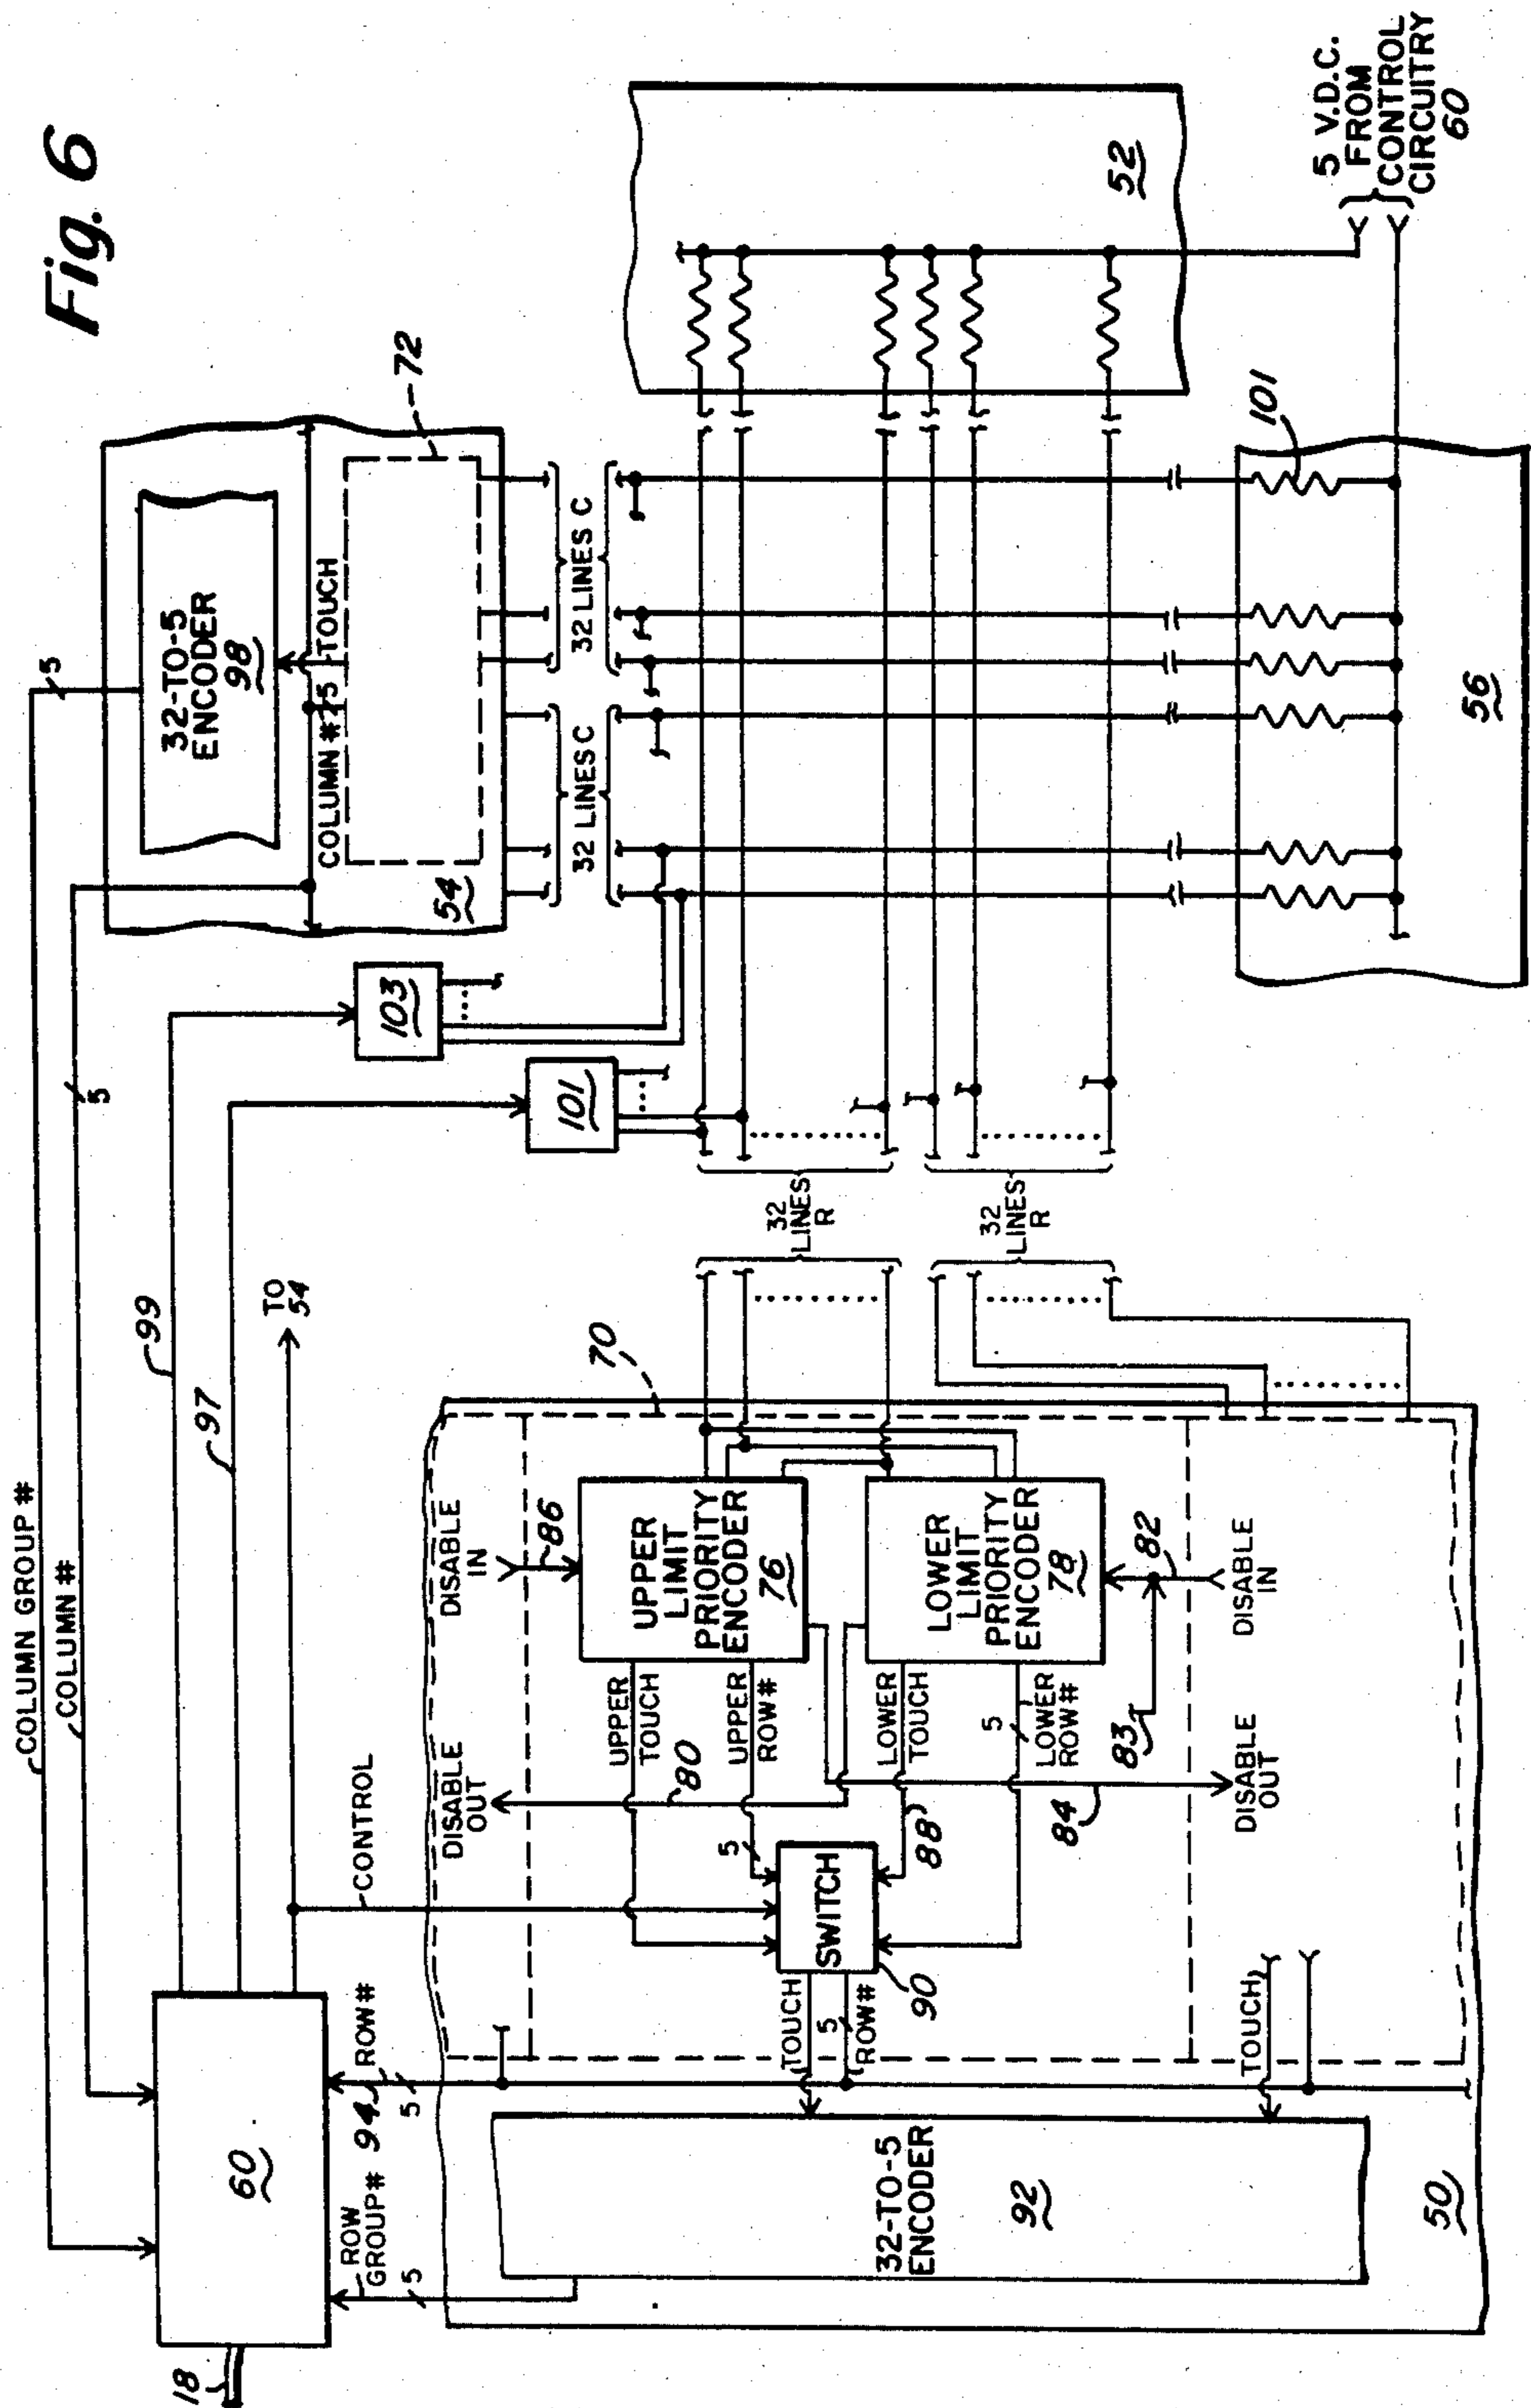 Fig. 6
COLUMN GROUP #
COLUMN #
99
97
TO
54
CONTROL
5
5
32-TO-5
ENCODER
98
COLUMN #
5
TOUCH
72
54
103
101
32 LINES C
32 LINES C
52
5 V.D.C.
FROM
CONTROL
CIRCUITRY
60
101
56
32
LINES
R
32
LINES
R
70
60
18
ROW
GROUP #
5
94
5
ROW #
DISABLE
OUT
DISABLE
IN
86
UPPER
LIMIT
PRIORITY
ENCODER
76
LOWER
LIMIT
PRIORITY
ENCODER
78
UPPER
TOUCH
80
UPPER
ROW #
5
LOWER
TOUCH
88
5
LOWER
ROW #
83
82
84
DISABLE
OUT
DISABLE
IN
SWITCH
90
TOUCH
5
ROW #
TOUCH
32-TO-5
ENCODER
92
50